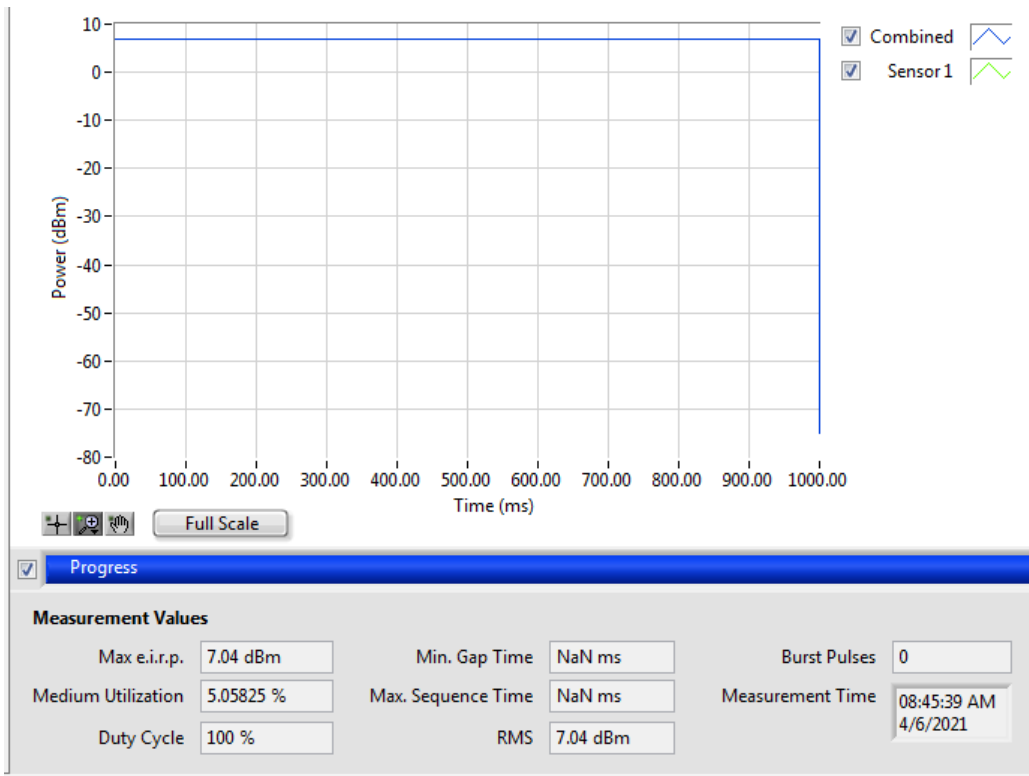 10
Combined
0
Sensor 1
-10
-20
-30
-40
-50
-60
-70
-80
Power (dBm)
0.00 100.00 200.00 300.00 400.00 500.00 600.00 700.00 800.00 900.00 1000.00
Time (ms)
Full Scale
Progress
Measurement Values
Max e.i.r.p. 7.04 dBm Min. Gap Time NaN ms Burst Pulses 0
Medium Utilization 5.05825 % Max. Sequence Time NaN ms Measurement Time 08:45:39 AM
4/6/2021
Duty Cycle 100 % RMS 7.04 dBm